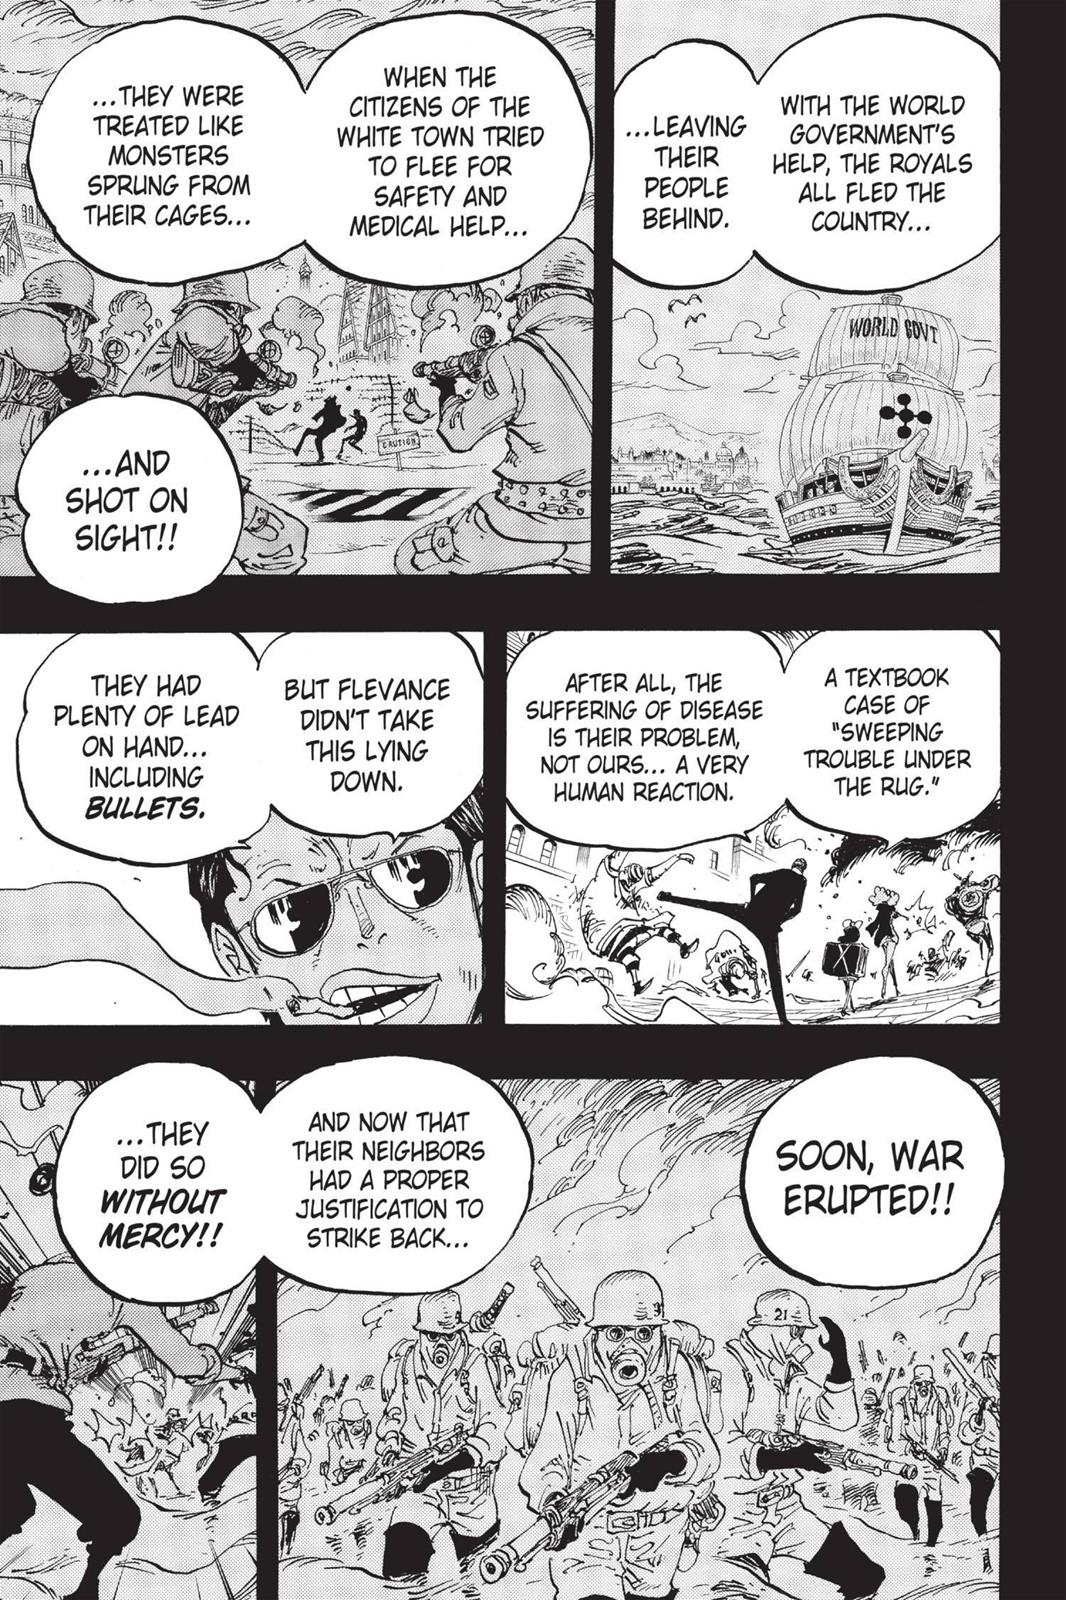 WITH THE WORLD
GOVERNMENT'S
HELP, THE ROYALS
ALL FLED THE
COUNTRY...
...LEAVING
THEIR
PEOPLE
BEHIND.
WORLD GOVT
WHEN THE
CITIZENS OF THE
WHITE TOWN TRIED
TO FLEE FOR
SAFETY AND
MEDICAL HELP...
...THEY WERE
TREATED LIKE
MONSTERS
SPRUNG FROM
THEIR CAGES...
CAUTION
...AND
SHOT ON
SIGHT!!
A TEXTBOOK
CASE OF
"SWEEPING
TROUBLE UNDER
THE RUG."
AFTER ALL, THE
SUFFERING OF DISEASE
IS THEIR PROBLEM,
NOT OURS... A VERY
HUMAN REACTION.
BUT FLEVANCE
DIDN'T TAKE
THIS LYING
DOWN.
THEY HAD
PLENTY OF LEAD
ON HAND...
INCLUDING
BULLETS.
SOON, WAR
ERUPTED!!
21
AND NOW THAT
THEIR NEIGHBORS
HAD A PROPER
JUSTIFICATION TO
STRIKE BACK...
...THEY
DID SO
WITHOUT
MERCY!!